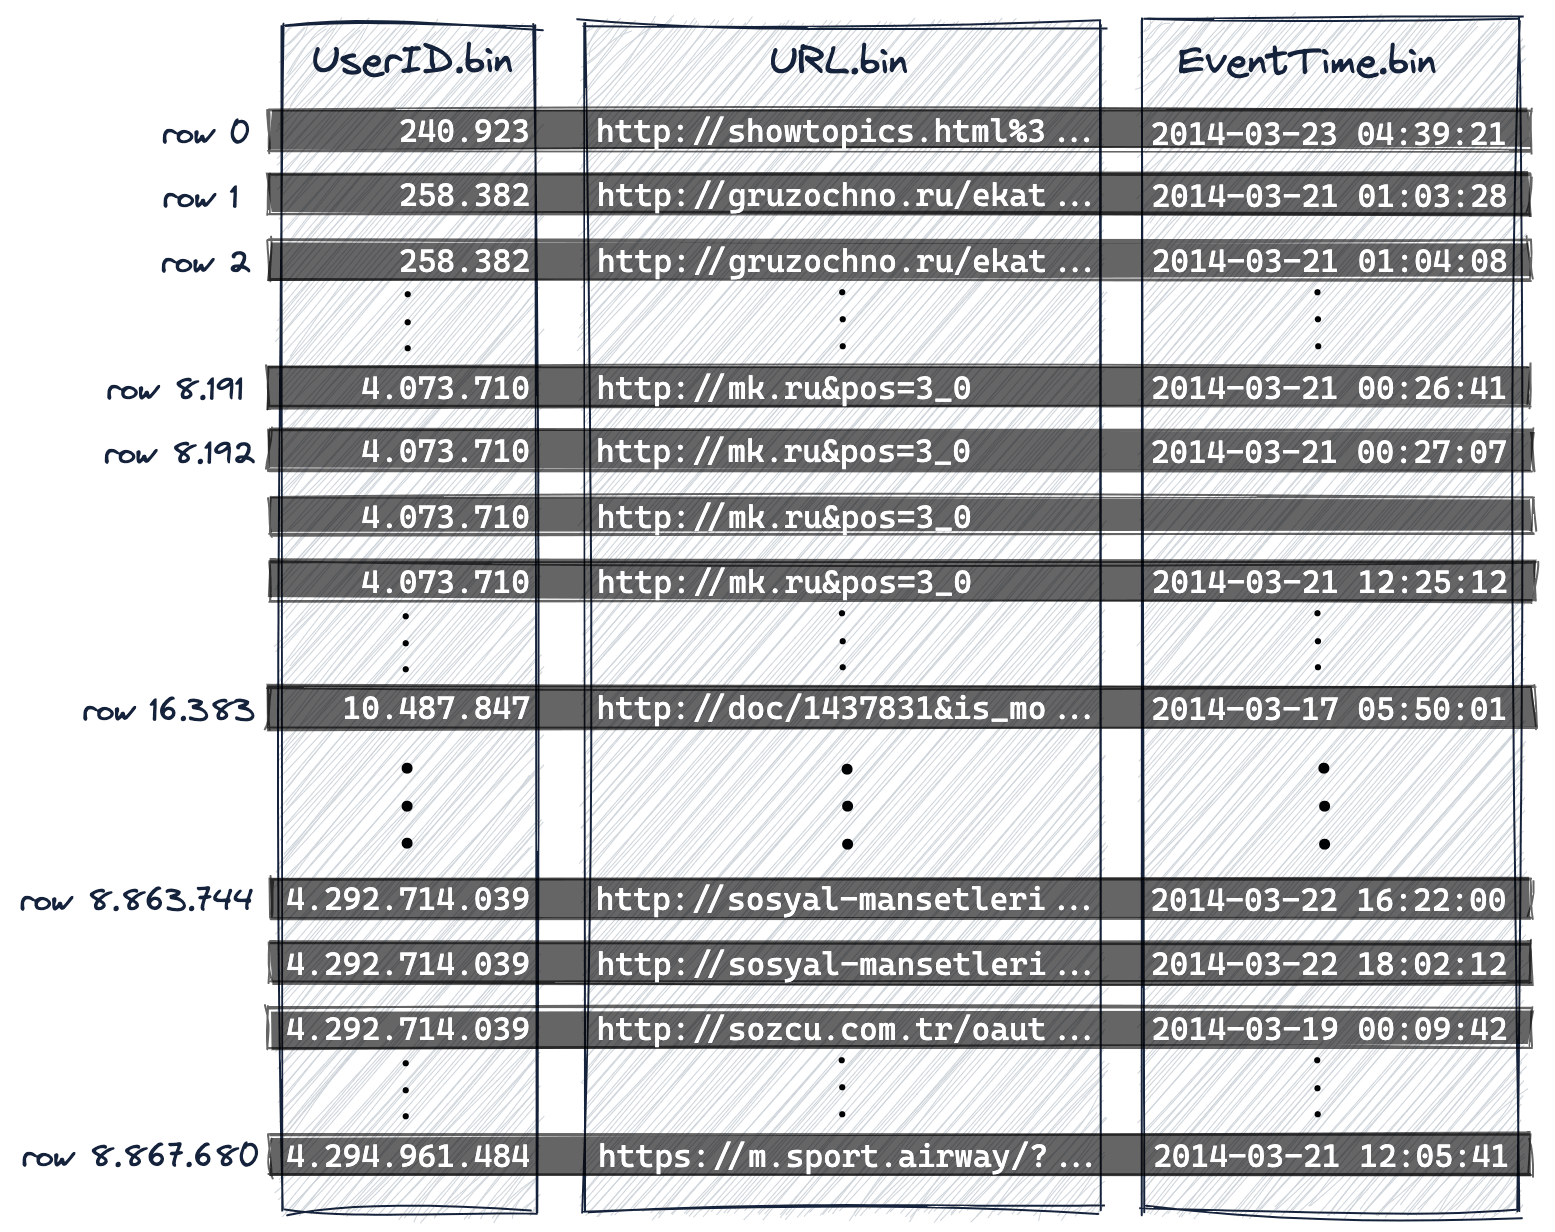 UserID.bin URL.bin EventTime.bin
row 0 240.923 http://showtopics.html%3 ... 2014-03-23 04:39:21
row 1 258.382 http://gruzochno.ru/ekat ... 2014-03-21 01:03:28
row 2 258.382 http://gruzochno.ru/ekat ... 2014-03-21 01:04:08
row 8.191 4.073.710 http://mk.ru&pos=3_0 2014-03-21 00:26:41
row 8.192 4.073.710 http://mk.ru&pos=3_0 2014-03-21 00:27:07
4.073.710 http://mk.ru&pos=3_0
4.073.710 http://mk.ru&pos=3_0 2014-03-21 12:25:12
row 16.383 10.487.847 http://doc/1437831&is_mo ... 2014-03-17 05:50:01
row 8.863.744 4.292.714.039 http://sosyal-mansetleri ... 2014-03-22 16:22:00
4.292.714.039 http://sosyal-mansetleri ... 2014-03-22 18:02:12
4.292.714.039 http://sozcu.com.tr/oaut ... 2014-03-19 00:09:42
row 8.867.680 4.294.961.484 https://m.sport.airway/? ... 2014-03-21 12:05:41